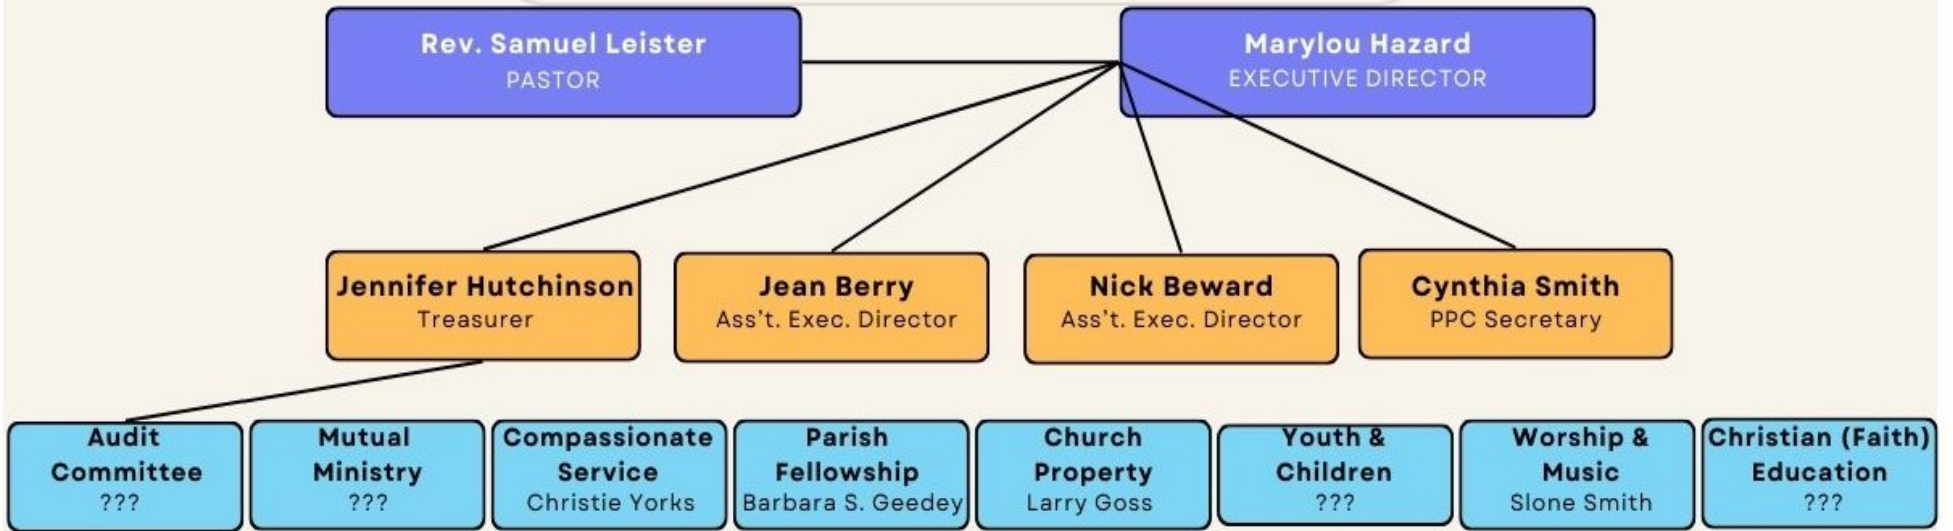 Rev. Samuel Leister
PASTOR
Marylou Hazard
EXECUTIVE DIRECTOR
Jennifer Hutchinson
Treasurer
Jean Berry
Ass’t. Exec. Director
Nick Beward
Ass’t. Exec. Director
Cynthia Smith
PPC Secretary
Audit
Committee
???
Mutual
Ministry
???
Compassionate
Service
Christie Yorks
Parish
Fellowship
Barbara S. Geedey
Church
Property
Larry Goss
Youth &
Children
???
Worship &
Music
Slone Smith
Christian (Faith)
Education
???